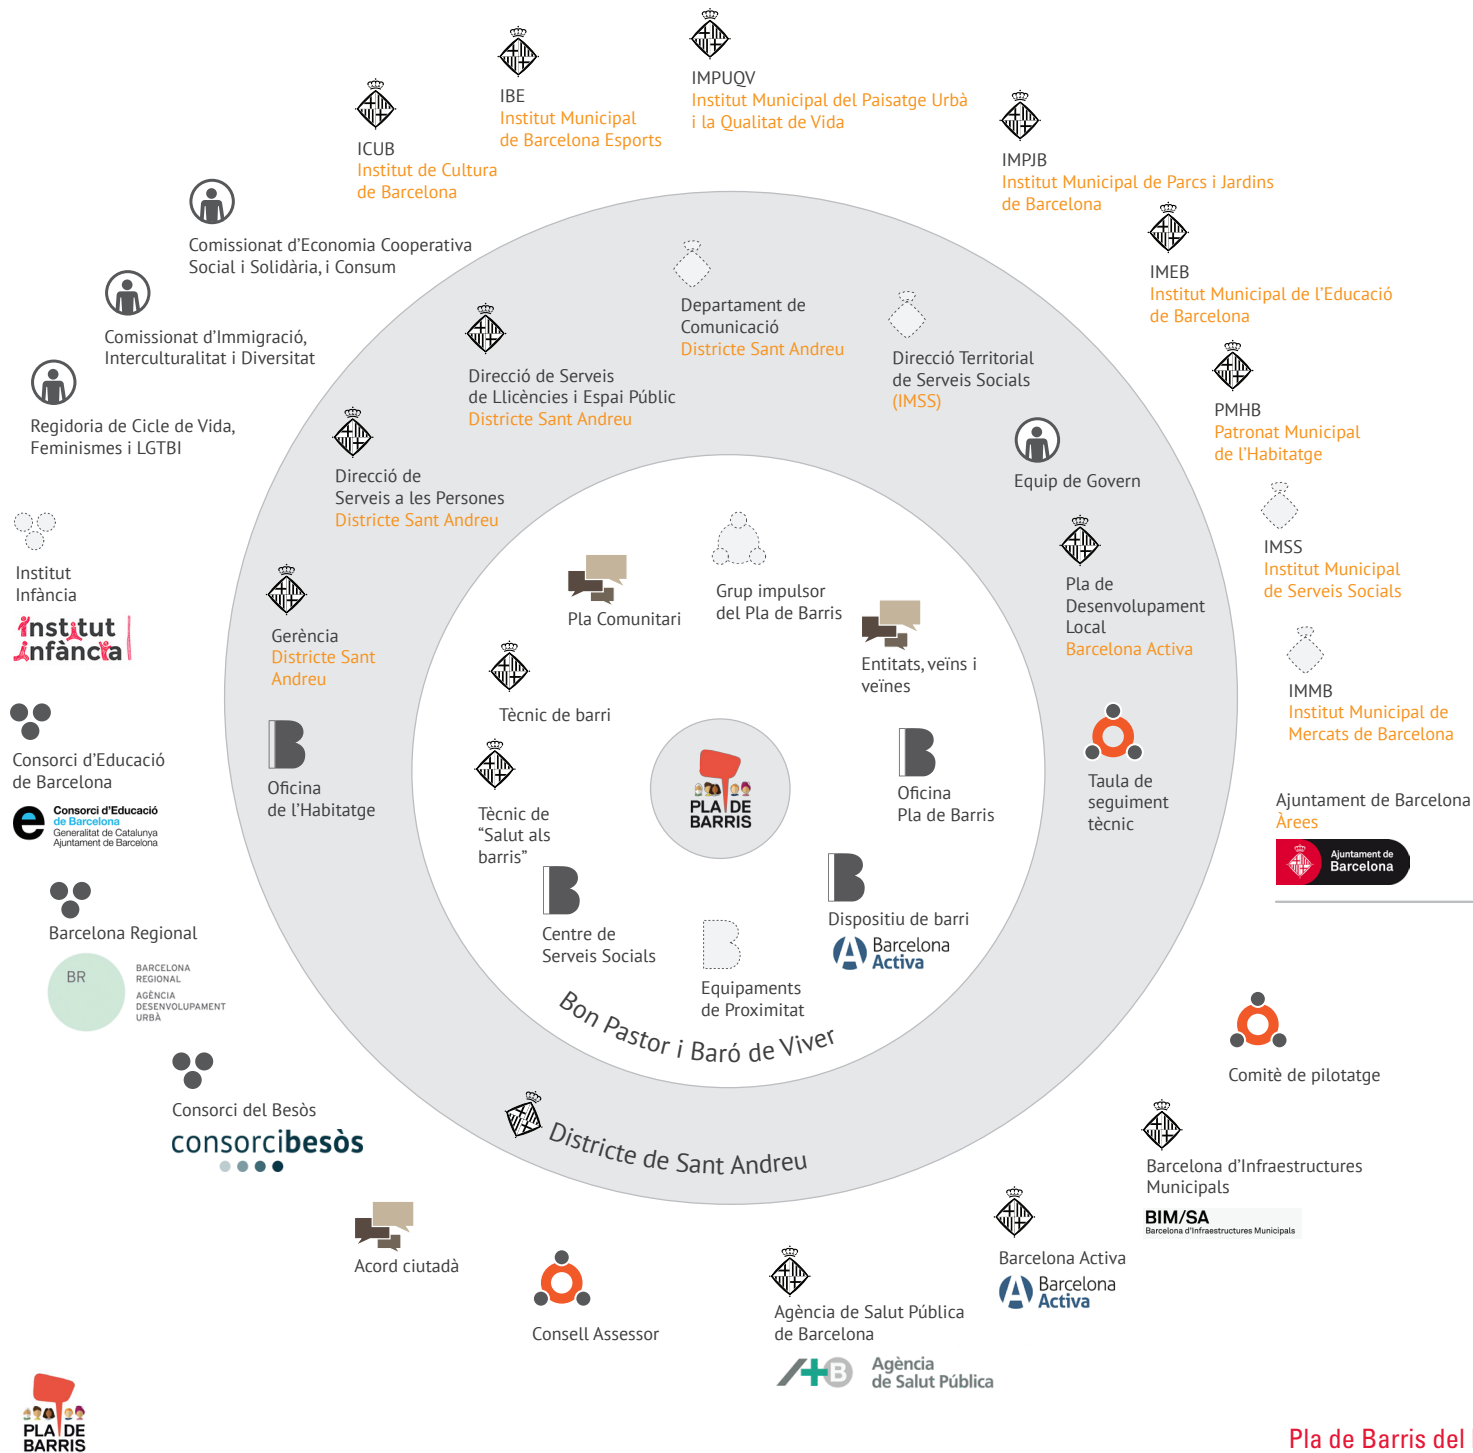 IMPUQV
Institut Municipal del Paisatge Urbà
i la Qualitat de Vida
IBE
Institut Municipal
de Barcelona Esports
ICUB
Institut de Cultura
de Barcelona
IMPJB
Institut Municipal de Parcs i Jardins
de Barcelona
Comissionat d'Economia Cooperativa
Social i Solidària, i Consum
IMEB
Institut Municipal de l'Educació
de Barcelona
Comissionat d'Immigració,
Interculturalitat i Diversitat
Departament de
Comunicació
Districte Sant Andreu
Direcció Territorial
de Serveis Socials
(IMSS)
Direcció de Serveis
de Llicències i Espai Públic
Districte Sant Andreu
Regidoria de Cicle de Vida,
Feminismes i LGTBI
PMHB
Patronat Municipal
de l'Habitatge
Direcció de
Serveis a les Persones
Districte Sant Andreu
Equip de Govern
IMSS
Institut Municipal
de Serveis Socials
Institut
Infància
institut
infància
Grup impulsor
del Pla de Barris
Pla Comunitari
Pla de
Desenvolupament
Local
Barcelona Activa
Gerència
Districte Sant
Andreu
Entitats, veïns i
veïnes
IMMB
Institut Municipal de
Mercats de Barcelona
Tècnic de barri
Consorci d'Educació
de Barcelona
e
Consorci d'Educació
de Barcelona
Generalitat de Catalunya
Ajuntament de Barcelona
Oficina
de l'Habitatge
Tècnic de
“Salut als
barris”
PLA DE
BARRIS
Oficina
Pla de Barris
Taula de
seguiment
tècnic
Ajuntament de Barcelona
Àrees
Ajuntament de
Barcelona
Centre de
Serveis Socials
Dispositiu de barri
Barcelona
Activa
Equipaments
de Proximitat
Bon Pastor i Baró de Viver
Barcelona Regional
BR
BARCELONA
REGIONAL
AGÈNCIA
DESENVOLUPAMENT
URBÀ
Comitè de pilotatge
Consorci del Besòs
consorcibesòs
Districte de Sant Andreu
Barcelona d'Infraestructures
Municipals
BIM/SA
Barcelona d'Infraestructures Municipals
Acord ciutadà
Barcelona Activa
Barcelona
Activa
Consell Assessor
Agència de Salut Pública
de Barcelona
B
Agència
de Salut Pública
PLA DE
BARRIS
Pla de Barris del